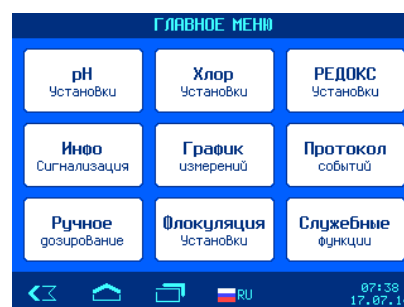 ГЛАВНОЕ МЕНЮ
pH
Установки
Хлор
Установки
РЕДОКС
Установки
Инфо
Сигнализация
График
измерений
Протокол
событий
Ручное
дозирование
Флокуляция
Установки
Служебные
функции
RU
07:38
17.07.1